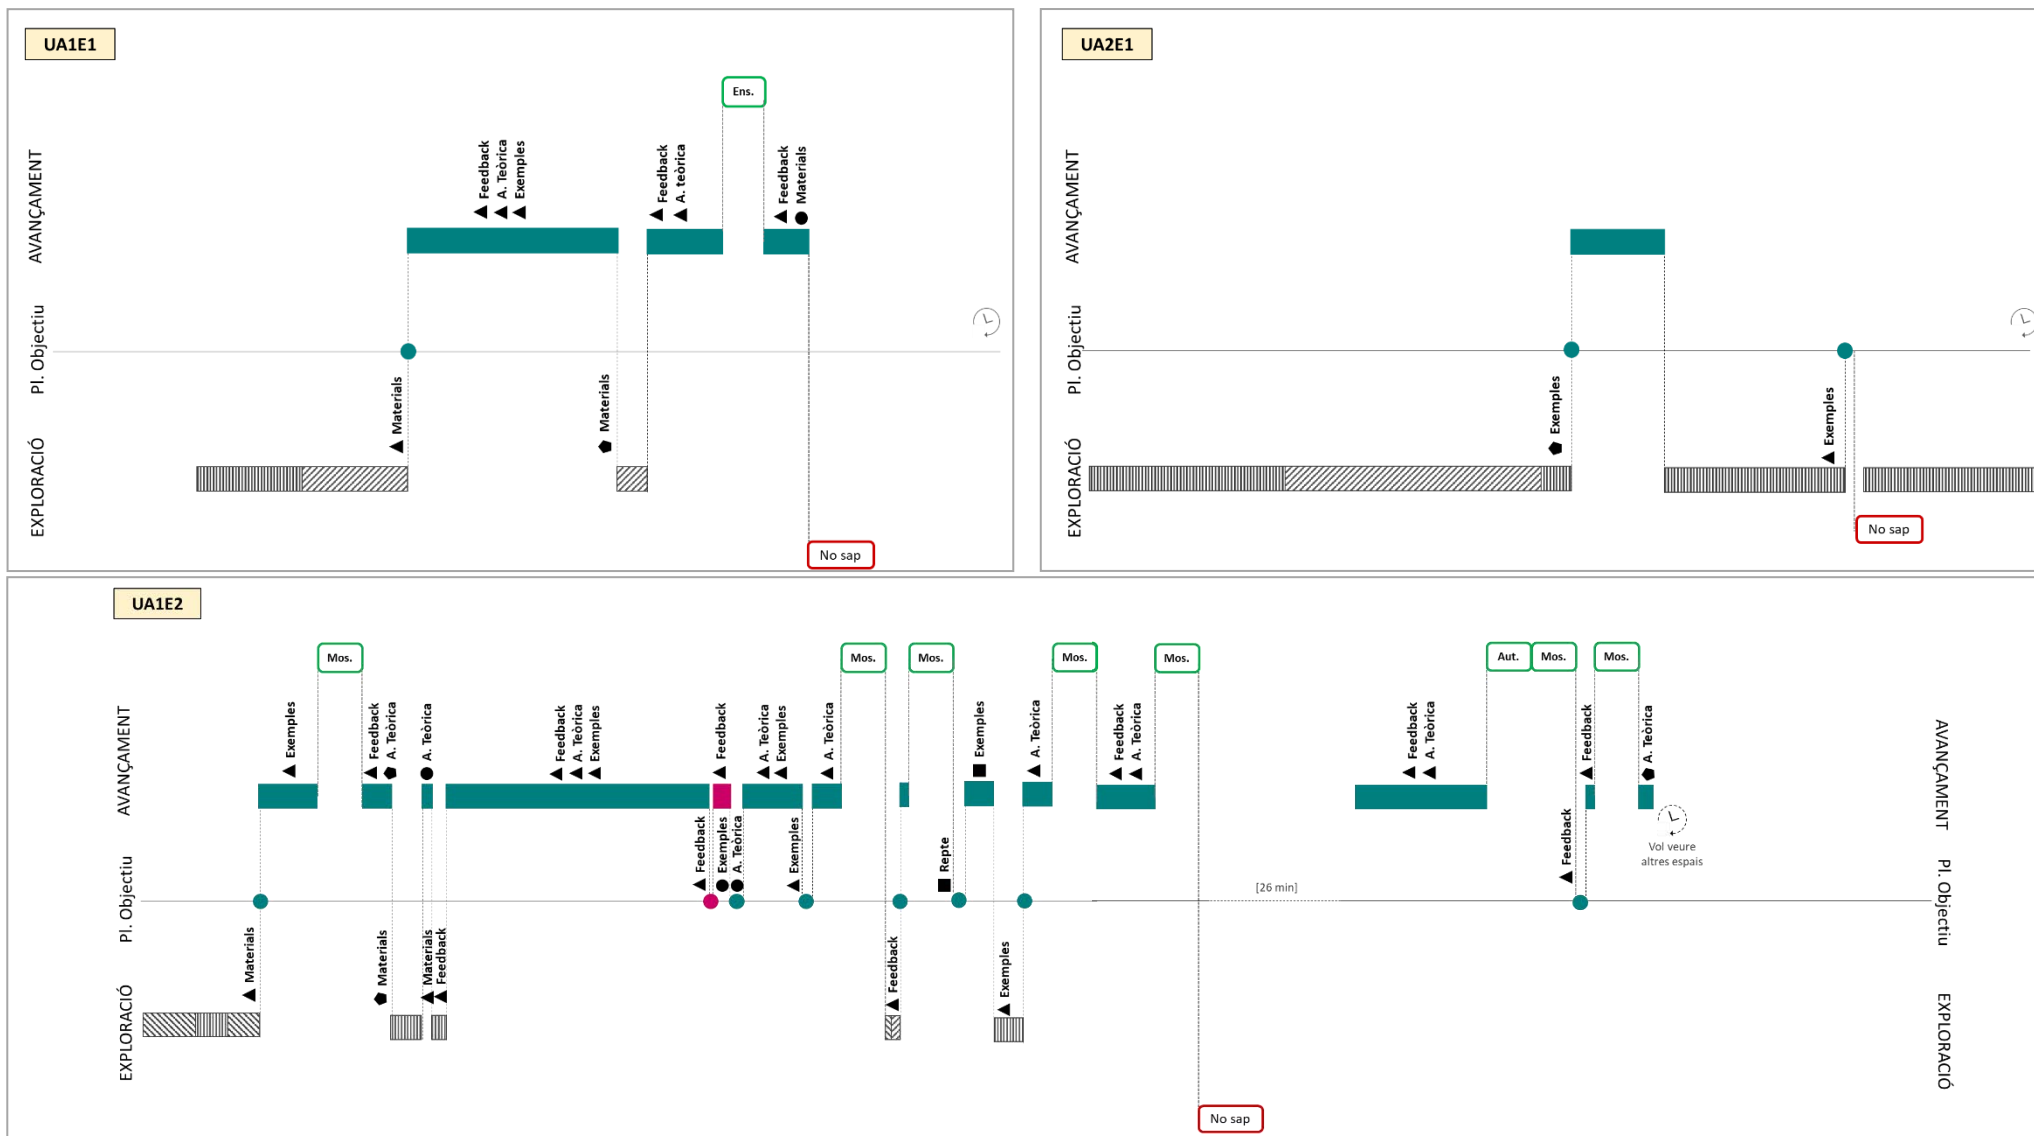 UA1E1
Ens.
Feedback
A. Teòrica
Exemples
Feedback
A. teòrica
Feedback
Materials
AVANÇAMENT
Pl. Objectiu
EXPLORACIÓ
Materials
Materials
No sap
UA2E1
AVANÇAMENT
Pl. Objectiu
EXPLORACIÓ
Exemples
Exemples
No sap
UA1E2
Mos.
Mos.
Mos.
Mos.
Mos.
Aut.
Mos.
Mos.
AVANÇAMENT
Exemples
Feedback
A. Teòrica
A. Teòrica
Feedback
A. Teòrica
Exemples
Feedback
A. Teòrica
Exemples
A. Teòrica
Exemples
A. Teòrica
Feedback
A. Teòrica
Feedback
A. Teòrica
Feedback
A. Teòrica
AVANÇAMENT
Pl. Objectiu
Feedback
Exemples
A. Teòrica
Exemples
Repte
[26 min]
Feedback
Vol veure
altres espais
Pl. Objectiu
EXPLORACIÓ
Materials
Materials
Materials
Feedback
Feedback
Exemples
EXPLORACIÓ
No sap